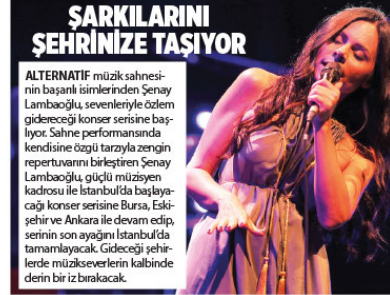 ŞARKILARINI
ŞEHRİNİZE TAŞIYOR
ALTERNATİF müzik sahnesi-
nin başarılı isimlerinden Şenay
Lambaoğlu, sevenleriyle özlem
gidereceği konser serisine baş-
lıyor. Sahne performansında
kendisine özgü tarzıyla zengin
repertuvarını birleştiren Şenay
Lambaoğlu, güçlü müzisyen
kadrosu ile İstanbul'da başlaya-
cağı konser serisine Bursa, Eski-
şehir ve Ankara ile devam edip,
serinin son ayağını İstanbul'da
tamamlayacak. Gideceği şehir-
lerde müzikseverlerin kalbinde
derin bir iz bırakacak.